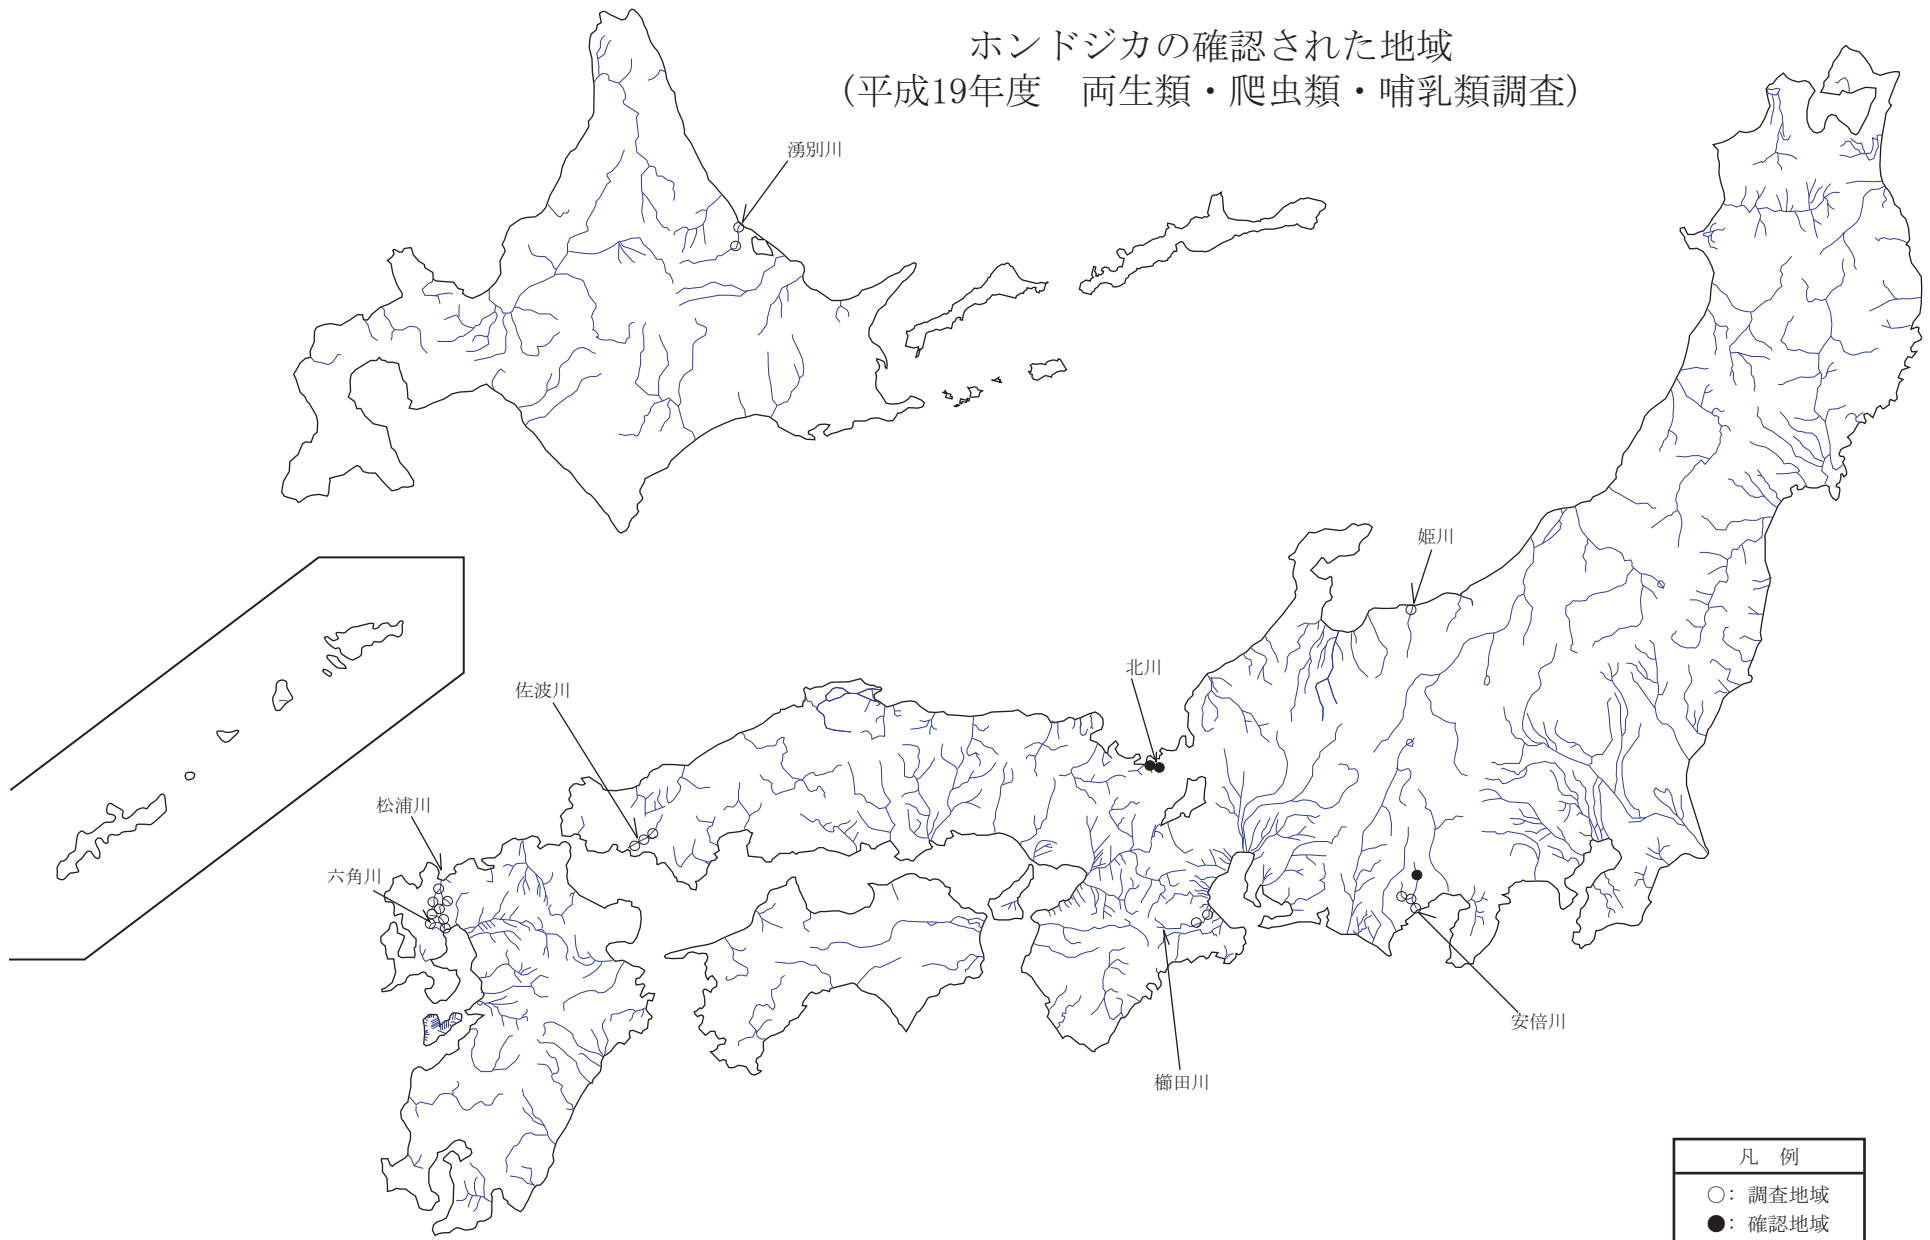 ホンドジカの確認された地域
(平成19年度　両生類・爬虫類・哺乳類調査)
湧別川
姫川
北川
佐波川
松浦川
六角川
安倍川
櫛田川
凡　例
○：調査地域
●：確認地域